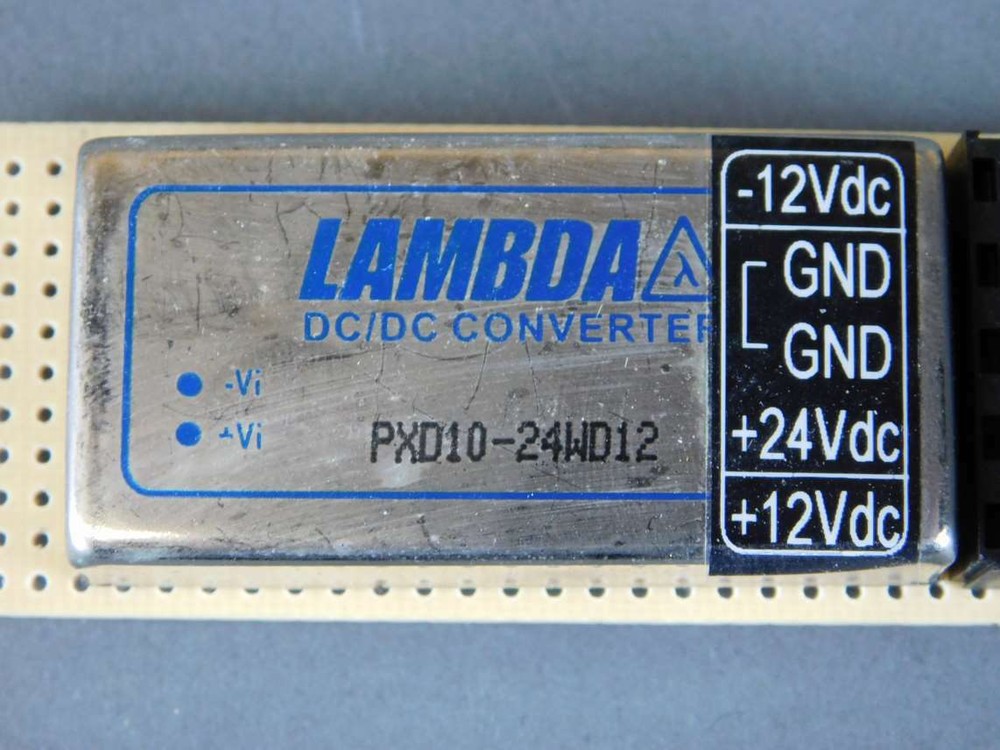 LAMBDA λ
DC/DC CONVERTER
-Vi
+Vi
PXD10-24WD12
-12Vdc
GND
GND
+24Vdc
+12Vdc